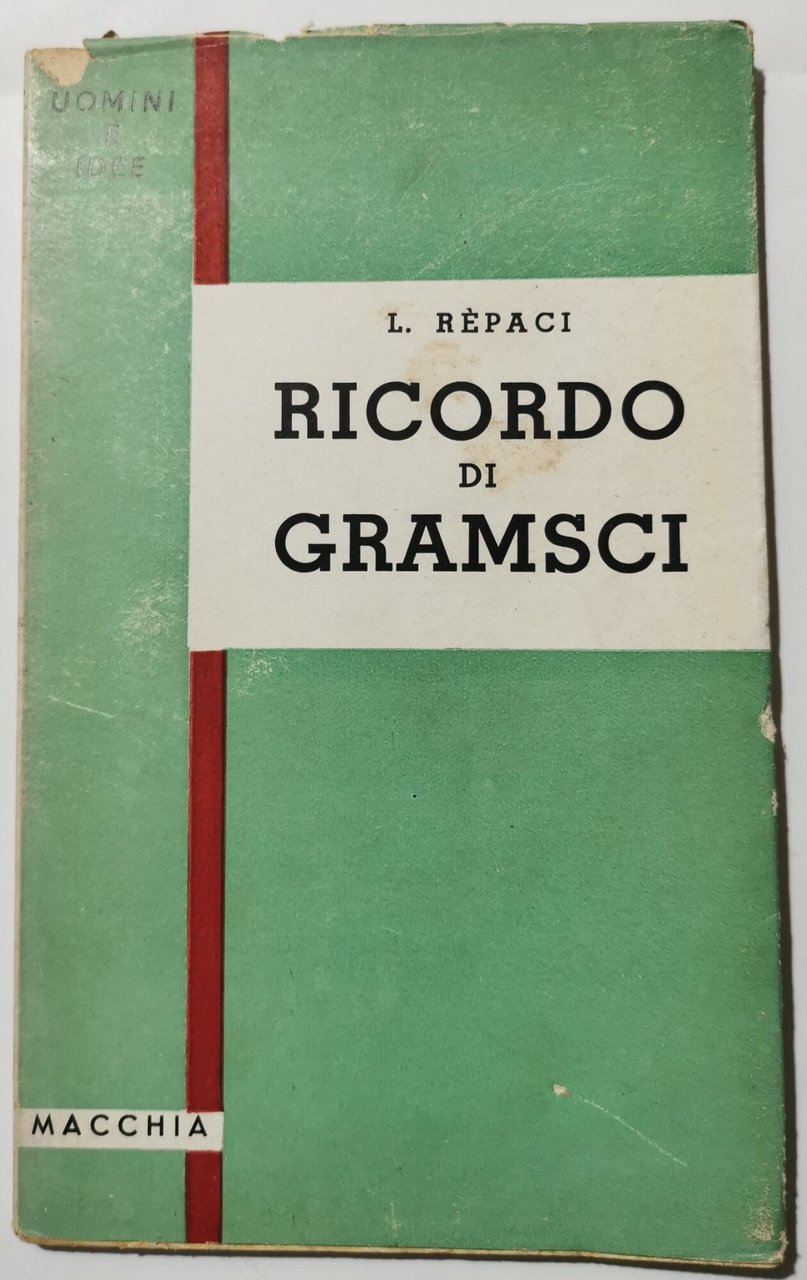 UOMINI
E
IDEE
L. RÈPACI
RICORDO
DI
GRAMSCI
MACCHIA